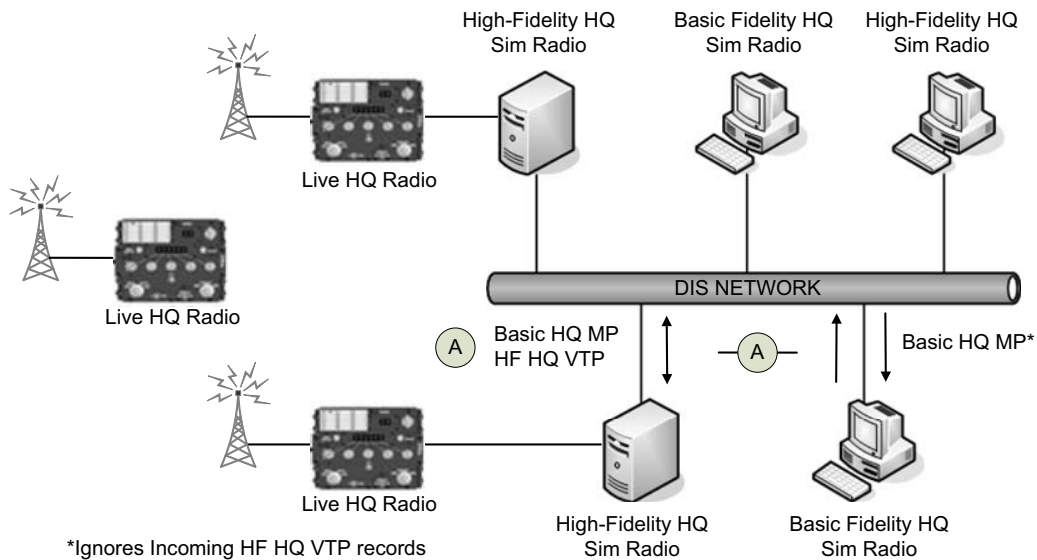 High-Fidelity HQ
Sim Radio
Basic Fidelity HQ
Sim Radio
High-Fidelity HQ
Sim Radio
Live HQ Radio
Live HQ Radio
DIS NETWORK
A
Basic HQ MP
HF HQ VTP
A
Basic HQ MP*
Live HQ Radio
High-Fidelity HQ
Sim Radio
Basic Fidelity HQ
Sim Radio
*Ignores Incoming HF HQ VTP records